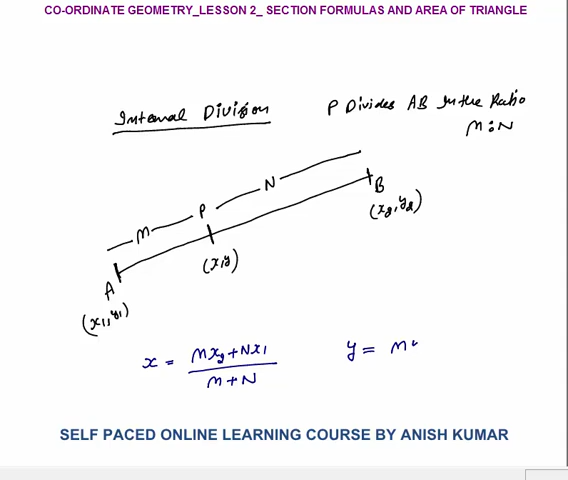 CO-ORDINATE GEOMETRY_LESSON 2_ SECTION FORMULAS AND AREA OF TRIANGLE
Internal Division P Divides AB In the Ratio
M:N
M P N
B
(x2,y2)
(x,y)
A
(x1,y1)
x = Mx2+Nx1 y = M
M+N
SELF PACED ONLINE LEARNING COURSE BY ANISH KUMAR